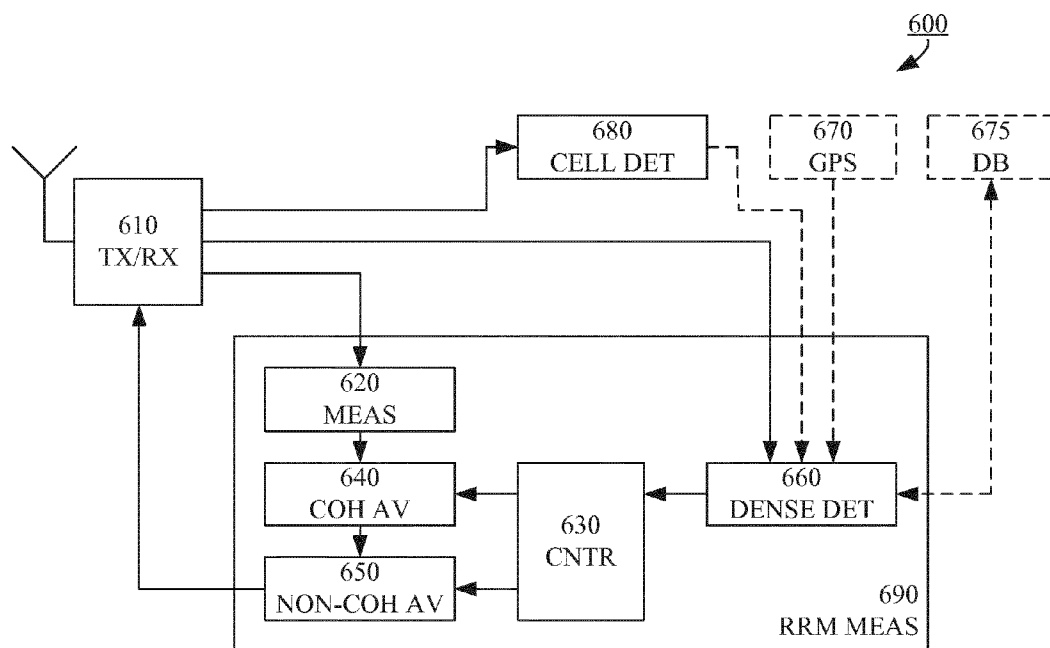 600
680
CELL DET
670
GPS
675
DB
610
TX/RX
620
MEAS
640
COH AV
650
NON-COH AV
630
CNTR
660
DENSE DET
690
RRM MEAS